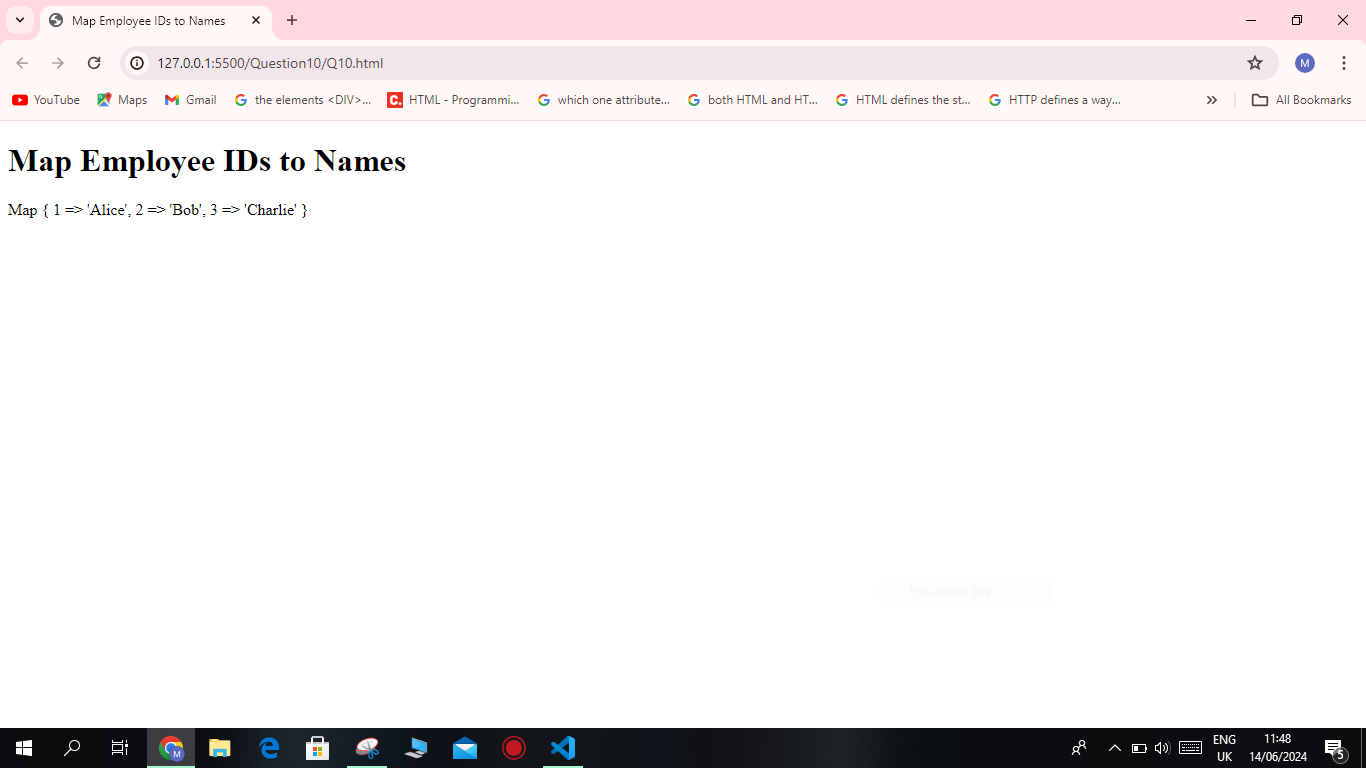 Map Employee IDs to Names
127.0.0.1:5500/Question10/Q10.html
M
YouTube Maps Gmail the elements <DIV>... HTML - Programmi... which one attribute... both HTML and HT... HTML defines the st... HTTP defines a way... All Bookmarks
Map Employee IDs to Names
Map { 1 => 'Alice', 2 => 'Bob', 3 => 'Charlie' }
Full-screen Snip
M
ENG
UK
11:48
14/06/2024
5